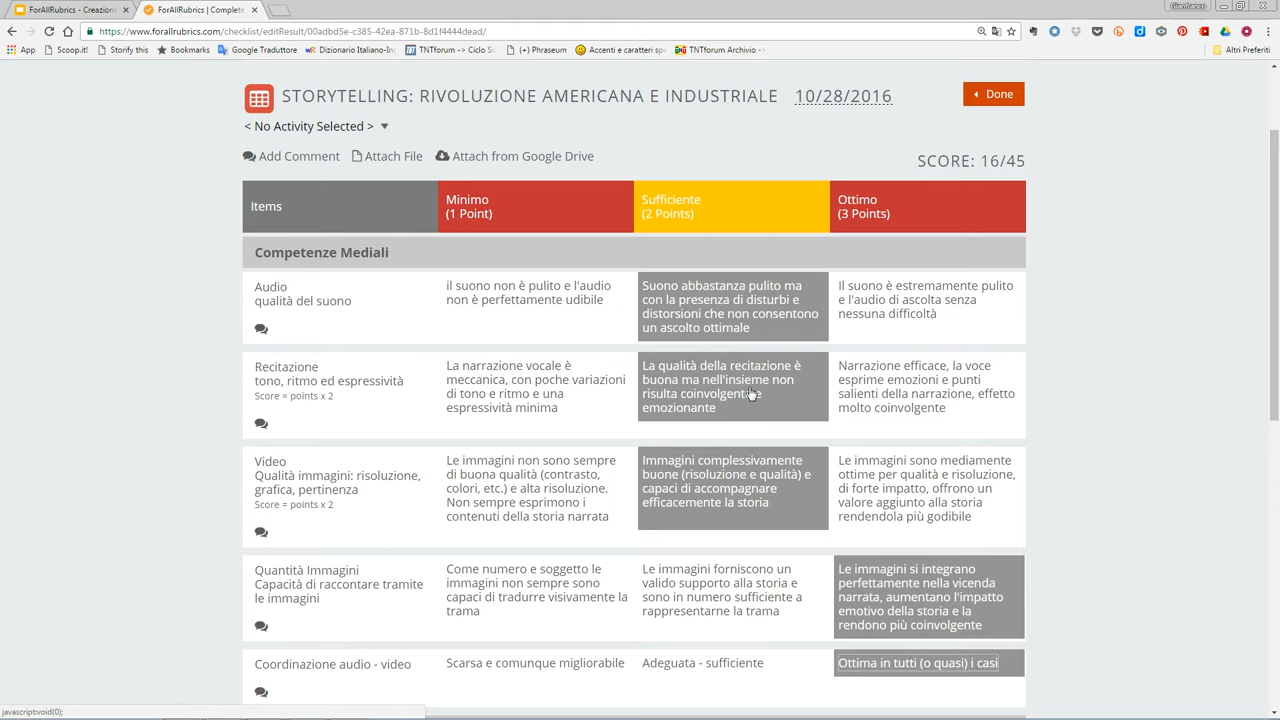 ForAllRubrics - Creazione
ForAllRubrics | Complete
Gianfranco
https://www.forallrubrics.com/checklist/editResult/00adbd5e-c385-42ea-871b-8d1f4444dead/
App
Scoop.it!
Storify this
Bookmarks
Google Traduttore
Dizionario Italiano-Ing
TNTforum -> Ciclo S
(+) Phraseum
Accenti e caratteri spe
TNTforum Archivio -
Altri Preferiti
STORYTELLING: RIVOLUZIONE AMERICANA E INDUSTRIALE 10/28/2016
Done
< No Activity Selected >
Add Comment Attach File Attach from Google Drive
SCORE: 16/45
Items
Minimo
(1 Point)
Sufficiente
(2 Points)
Ottimo
(3 Points)
Competenze Mediali
Audio
qualità del suono
il suono non è pulito e l'audio
non è perfettamente udibile
Suono abbastanza pulito ma
con la presenza di disturbi e
distorsioni che non consentono
un ascolto ottimale
Il suono è estremamente pulito
e l'audio di ascolta senza
nessuna difficoltà
Recitazione
tono, ritmo ed espressività
Score = points x 2
La narrazione vocale è
meccanica, con poche variazioni
di tono e ritmo e una
espressività minima
La qualità della recitazione è
buona ma nell'insieme non
risulta coinvolgente e
emozionante
Narrazione efficace, la voce
esprime emozioni e punti
salienti della narrazione, effetto
molto coinvolgente
Video
Qualità immagini: risoluzione,
grafica, pertinenza
Score = points x 2
Le immagini non sono sempre
di buona qualità (contrasto,
colori, etc.) e alta risoluzione.
Non sempre esprimono i
contenuti della storia narrata
Immagini complessivamente
buone (risoluzione e qualità) e
capaci di accompagnare
efficacemente la storia
Le immagini sono mediamente
ottime per qualità e risoluzione,
di forte impatto, offrono un
valore aggiunto alla storia
rendendola più godibile
Quantità Immagini
Capacità di raccontare tramite
le immagini
Come numero e soggetto le
immagini non sempre sono
capaci di tradurre visivamente la
trama
Le immagini forniscono un
valido supporto alla storia e
sono in numero sufficiente a
rappresentarne la trama
Le immagini si integrano
perfettamente nella vicenda
narrata, aumentano l'impatto
emotivo della storia e la
rendono più coinvolgente
Coordinazione audio - video
Scarsa e comunque migliorabile
Adeguata - sufficiente
Ottima in tutti (o quasi) i casi
javascript:void(0);